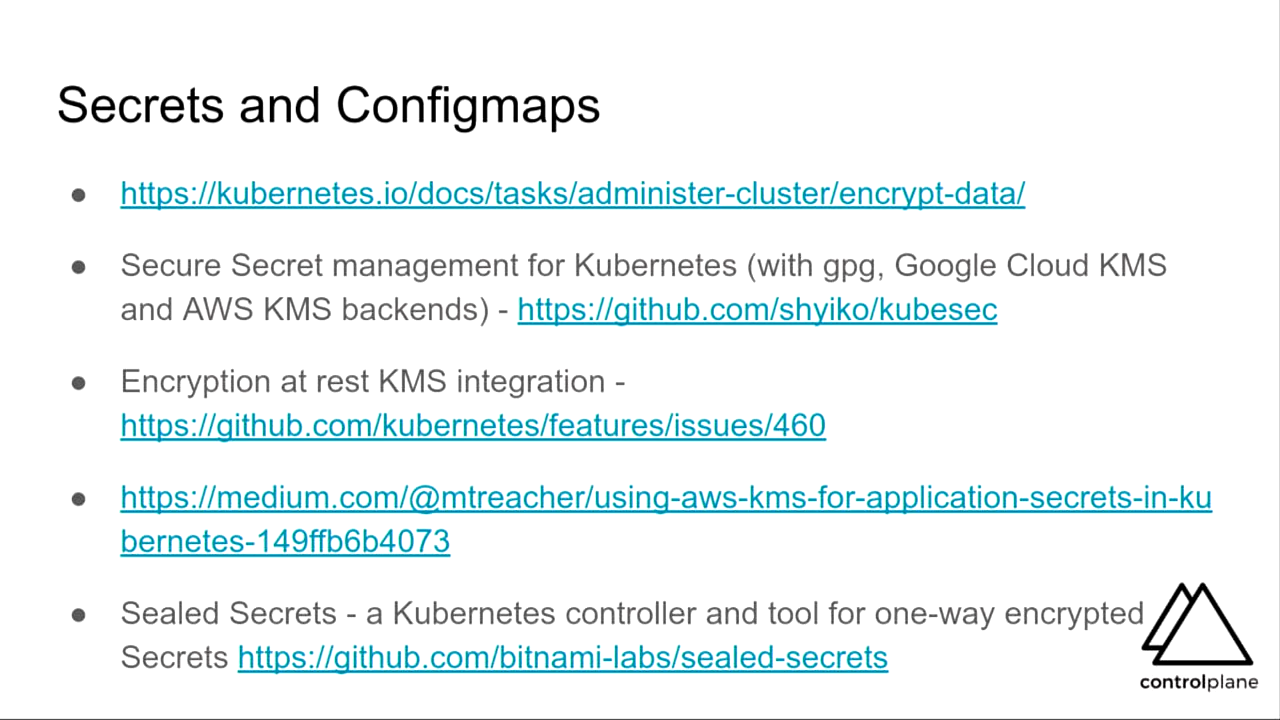 Secrets and Configmaps
● https://kubernetes.io/docs/tasks/administer-cluster/encrypt-data/
● Secure Secret management for Kubernetes (with gpg, Google Cloud KMS
and AWS KMS backends) - https://github.com/shyiko/kubesec
● Encryption at rest KMS integration -
https://github.com/kubernetes/features/issues/460
● https://medium.com/@mtreacher/using-aws-kms-for-application-secrets-in-ku
bernetes-149ffb6b4073
● Sealed Secrets - a Kubernetes controller and tool for one-way encrypted
Secrets https://github.com/bitnami-labs/sealed-secrets
controlplane